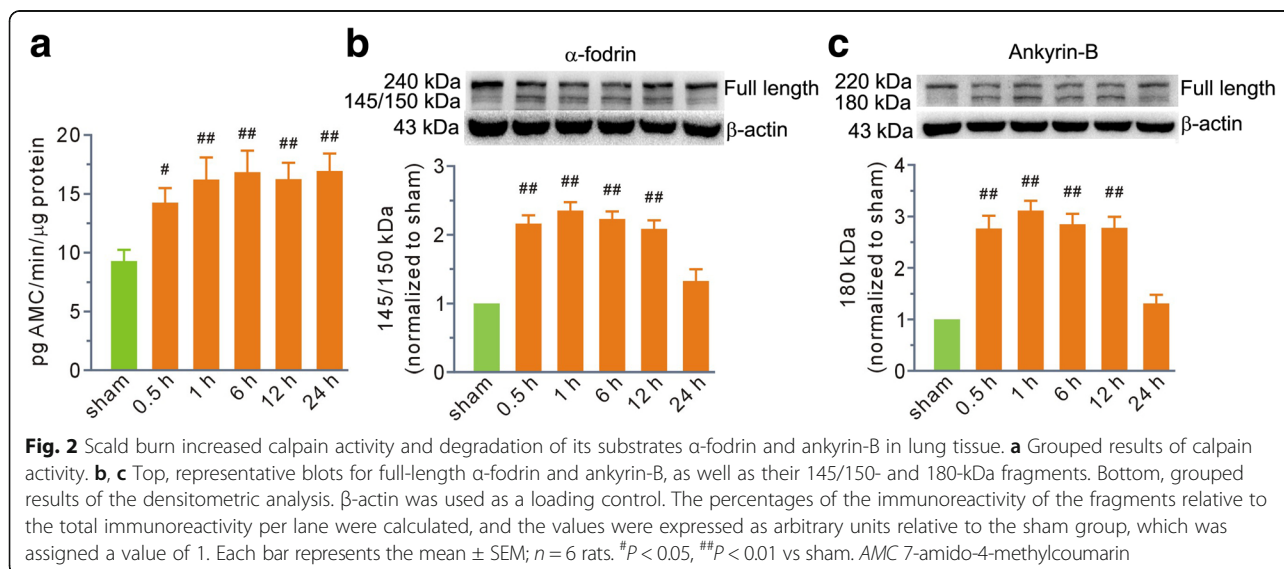 a
pg AMC/min/µg protein
20
15
10
5
0
##
##
##
##
#
sham
0.5 h
1 h
6 h
12 h
24 h
b
α-fodrin
240 kDa
Full length
145/150 kDa
43 kDa
β-actin
145/150 kDa
(normalized to sham)
3
2
1
0
##
##
##
##
sham
0.5 h
1 h
6 h
12 h
24 h
c
Ankyrin-B
220 kDa
Full length
180 kDa
43 kDa
β-actin
180 kDa
(normalized to sham)
4
3
2
1
0
##
##
##
##
sham
0.5 h
1 h
6 h
12 h
24 h
Fig. 2 Scald burn increased calpain activity and degradation of its substrates α-fodrin and ankyrin-B in lung tissue. a Grouped results of calpain
activity. b, c Top, representative blots for full-length α-fodrin and ankyrin-B, as well as their 145/150- and 180-kDa fragments. Bottom, grouped
results of the densitometric analysis. β-actin was used as a loading control. The percentages of the immunoreactivity of the fragments relative to
the total immunoreactivity per lane were calculated, and the values were expressed as arbitrary units relative to the sham group, which was
assigned a value of 1. Each bar represents the mean ± SEM; n = 6 rats. #P < 0.05, ##P < 0.01 vs sham. AMC 7-amido-4-methylcoumarin